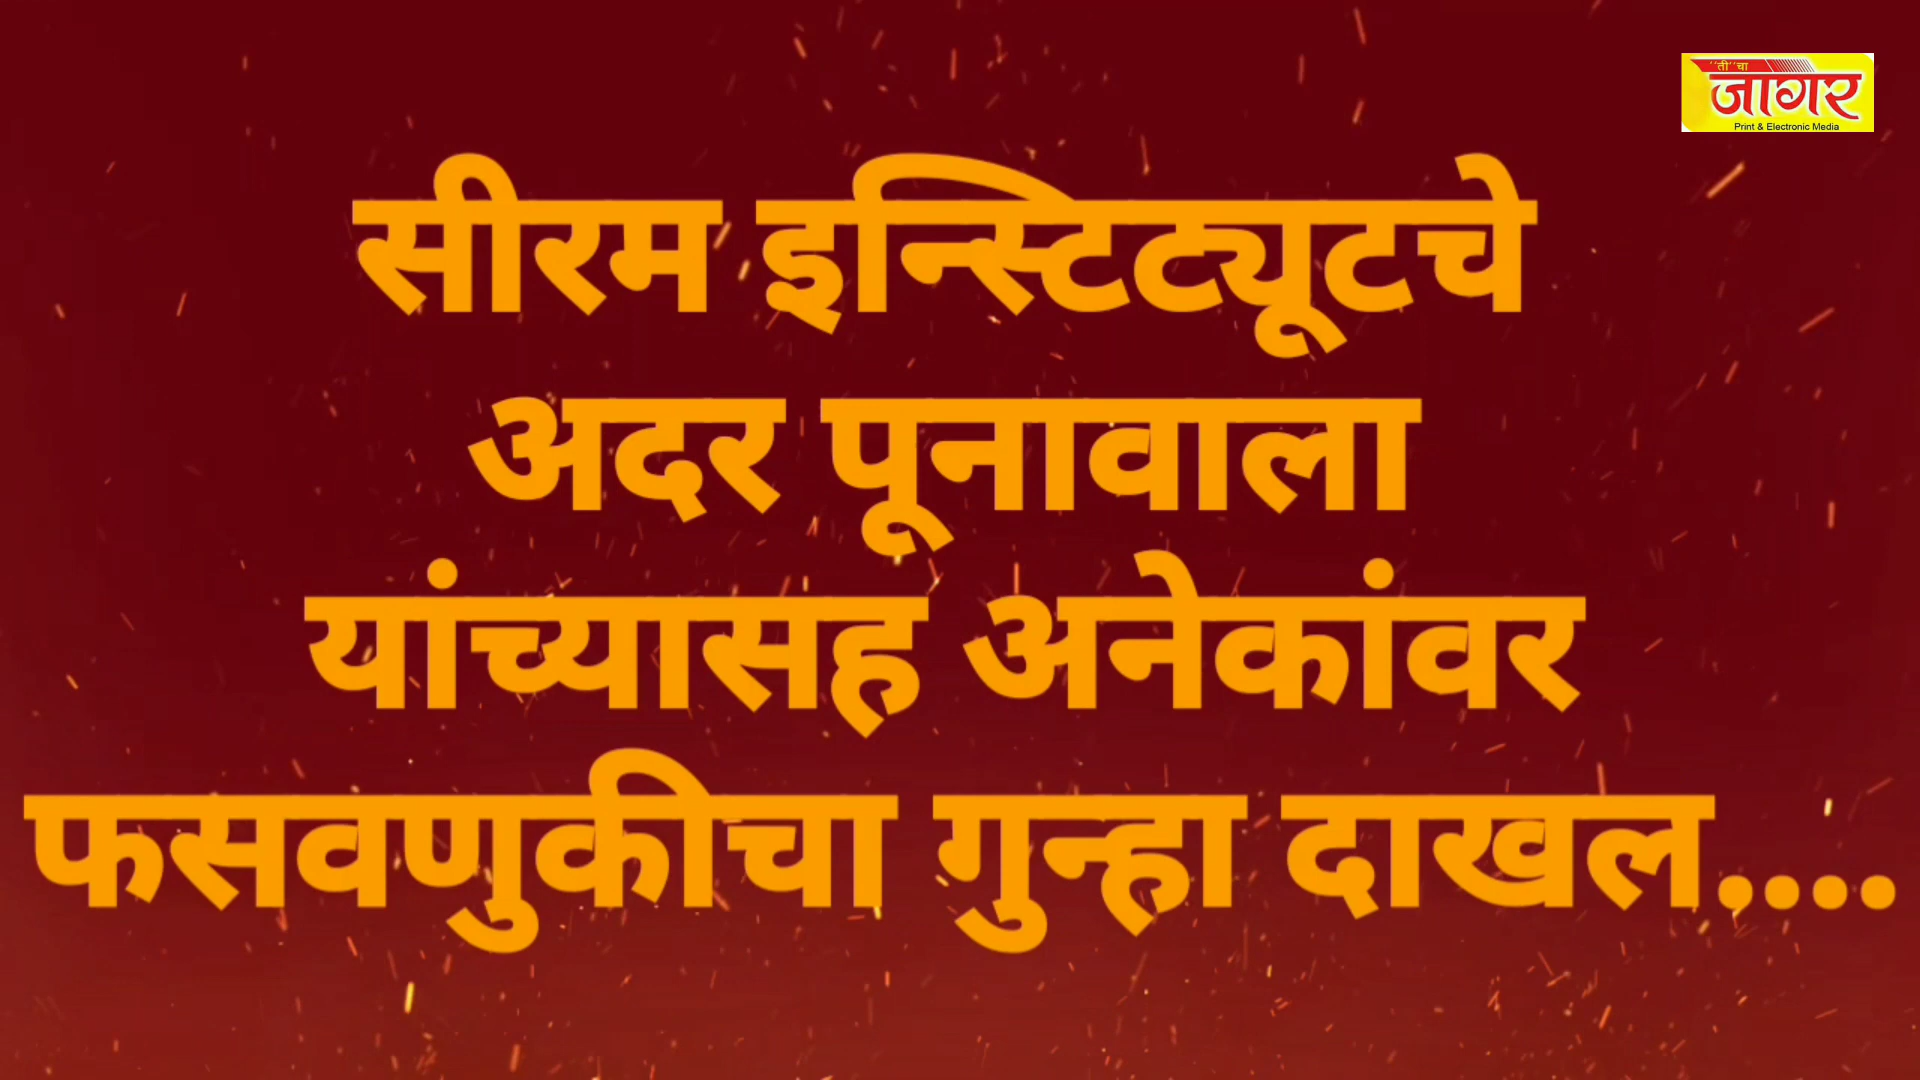 "ती"चा
जागर
Print & Electronic Media
सीरम इन्स्टिट्यूटचे
अदर पूनावाला
यांच्यासह अनेकांवर
फसवणुकीचा गुन्हा दाखल....